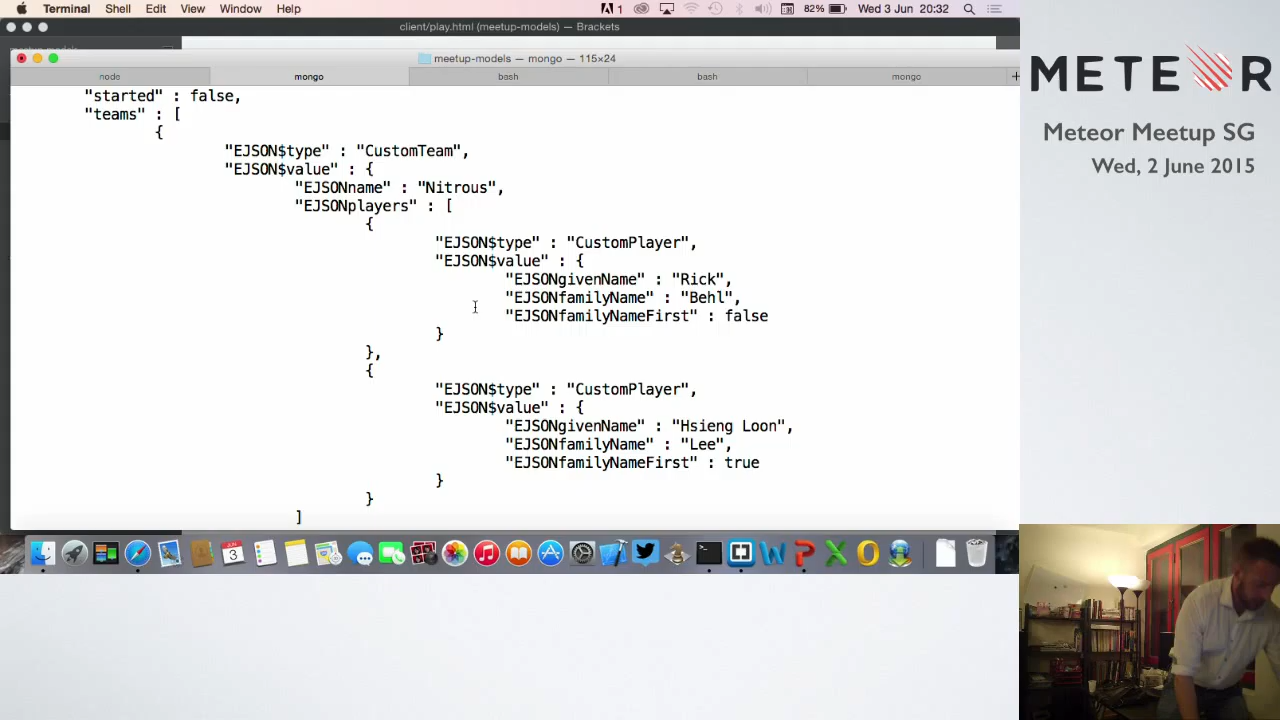 Terminal Shell Edit View Window Help 1 82% Wed 3 Jun 20:32
client/play.html (meetup-models) — Brackets
meetup-models — mongo — 115×24
node mongo bash bash mongo +
"started" : false,
"teams" : [
{
"EJSON$type" : "CustomTeam",
"EJSON$value" : {
"EJSONname" : "Nitrous",
"EJSONplayers" : [
{
"EJSON$type" : "CustomPlayer",
"EJSON$value" : {
"EJSONgivenName" : "Rick",
"EJSONfamilyName" : "Behl",
"EJSONfamilyNameFirst" : false
}
},
{
"EJSON$type" : "CustomPlayer",
"EJSON$value" : {
"EJSONgivenName" : "Hsieng Loon",
"EJSONfamilyName" : "Lee",
"EJSONfamilyNameFirst" : true
}
}
]
JUN
3
METEOR
Meteor Meetup SG
Wed, 2 June 2015